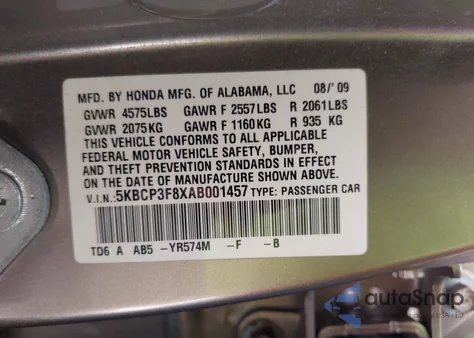 MFD. BY HONDA MFG. OF ALABAMA, LLC 08/'09
GVWR 4575LBS GAWR F 2557LBS R 2061LBS
GVWR 2075KG GAWR F 1160KG R 935 KG
THIS VEHICLE CONFORMS TO ALL APPLICABLE
FEDERAL MOTOR VEHICLE SAFETY, BUMPER,
AND THEFT PREVENTION STANDARDS IN EFFECT
ON THE DATE OF MANUFACTURE SHOWN ABOVE.
V.I.N.:5KBCP3F8XAB001457 TYPE: PASSENGER CAR
TD6 A AB5 -YR574M -F -B
autoSnap